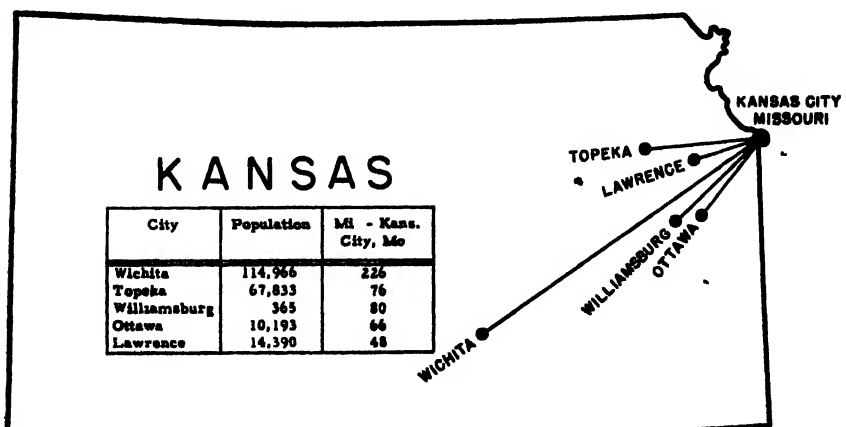 KANSAS CITY
MISSOURI
TOPEKA
LAWRENCE
KANSAS
City Population Mi - Kans. City, Mo
Wichita 114,966 226
Topeka 67,833 76
Williamsburg 365 80
Ottawa 10,193 66
Lawrence 14,390 48
WILLIAMSBURG
OTTAWA
WICHITA